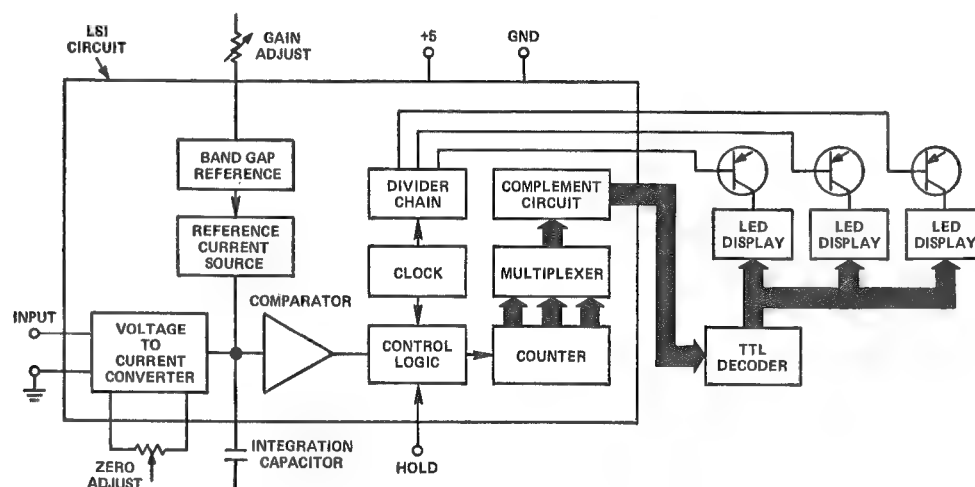 LSI
CIRCUIT
GAIN
ADJUST
+5
GND
BAND GAP
REFERENCE
DIVIDER
CHAIN
COMPLEMENT
CIRCUIT
LED
DISPLAY
LED
DISPLAY
LED
DISPLAY
REFERENCE
CURRENT
SOURCE
CLOCK
MULTIPLEXER
COMPARATOR
INPUT
VOLTAGE
TO
CURRENT
CONVERTER
CONTROL
LOGIC
COUNTER
TTL
DECODER
INTEGRATION
CAPACITOR
HOLD
ZERO
ADJUST